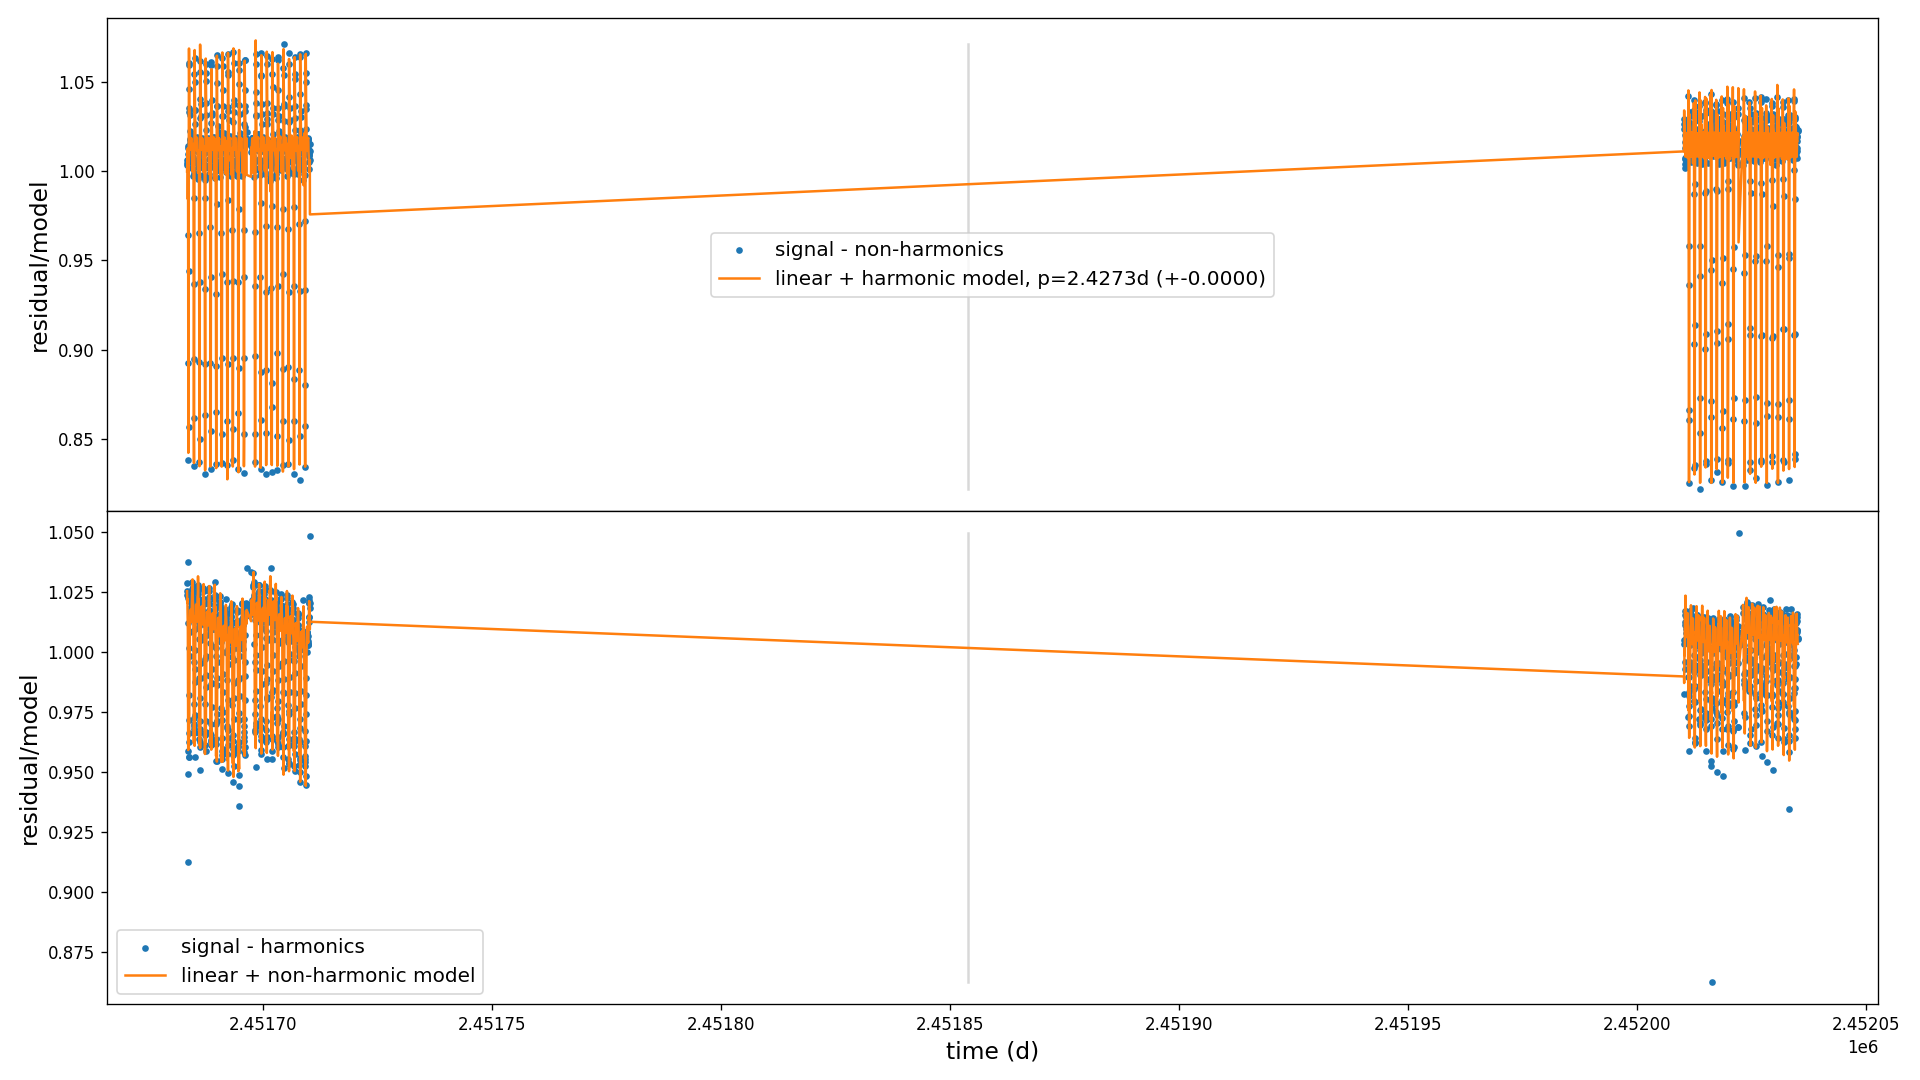 residual/model
1.05
1.00
0.95
0.90
0.85
signal - non-harmonics
linear + harmonic model, p=2.4273d (+-0.0000)
residual/model
1.050
1.025
1.000
0.975
0.950
0.925
0.900
0.875
signal - harmonics
linear + non-harmonic model
2.45170 2.45175 2.45180 2.45185 2.45190 2.45195 2.45200 2.45205
1e6
time (d)